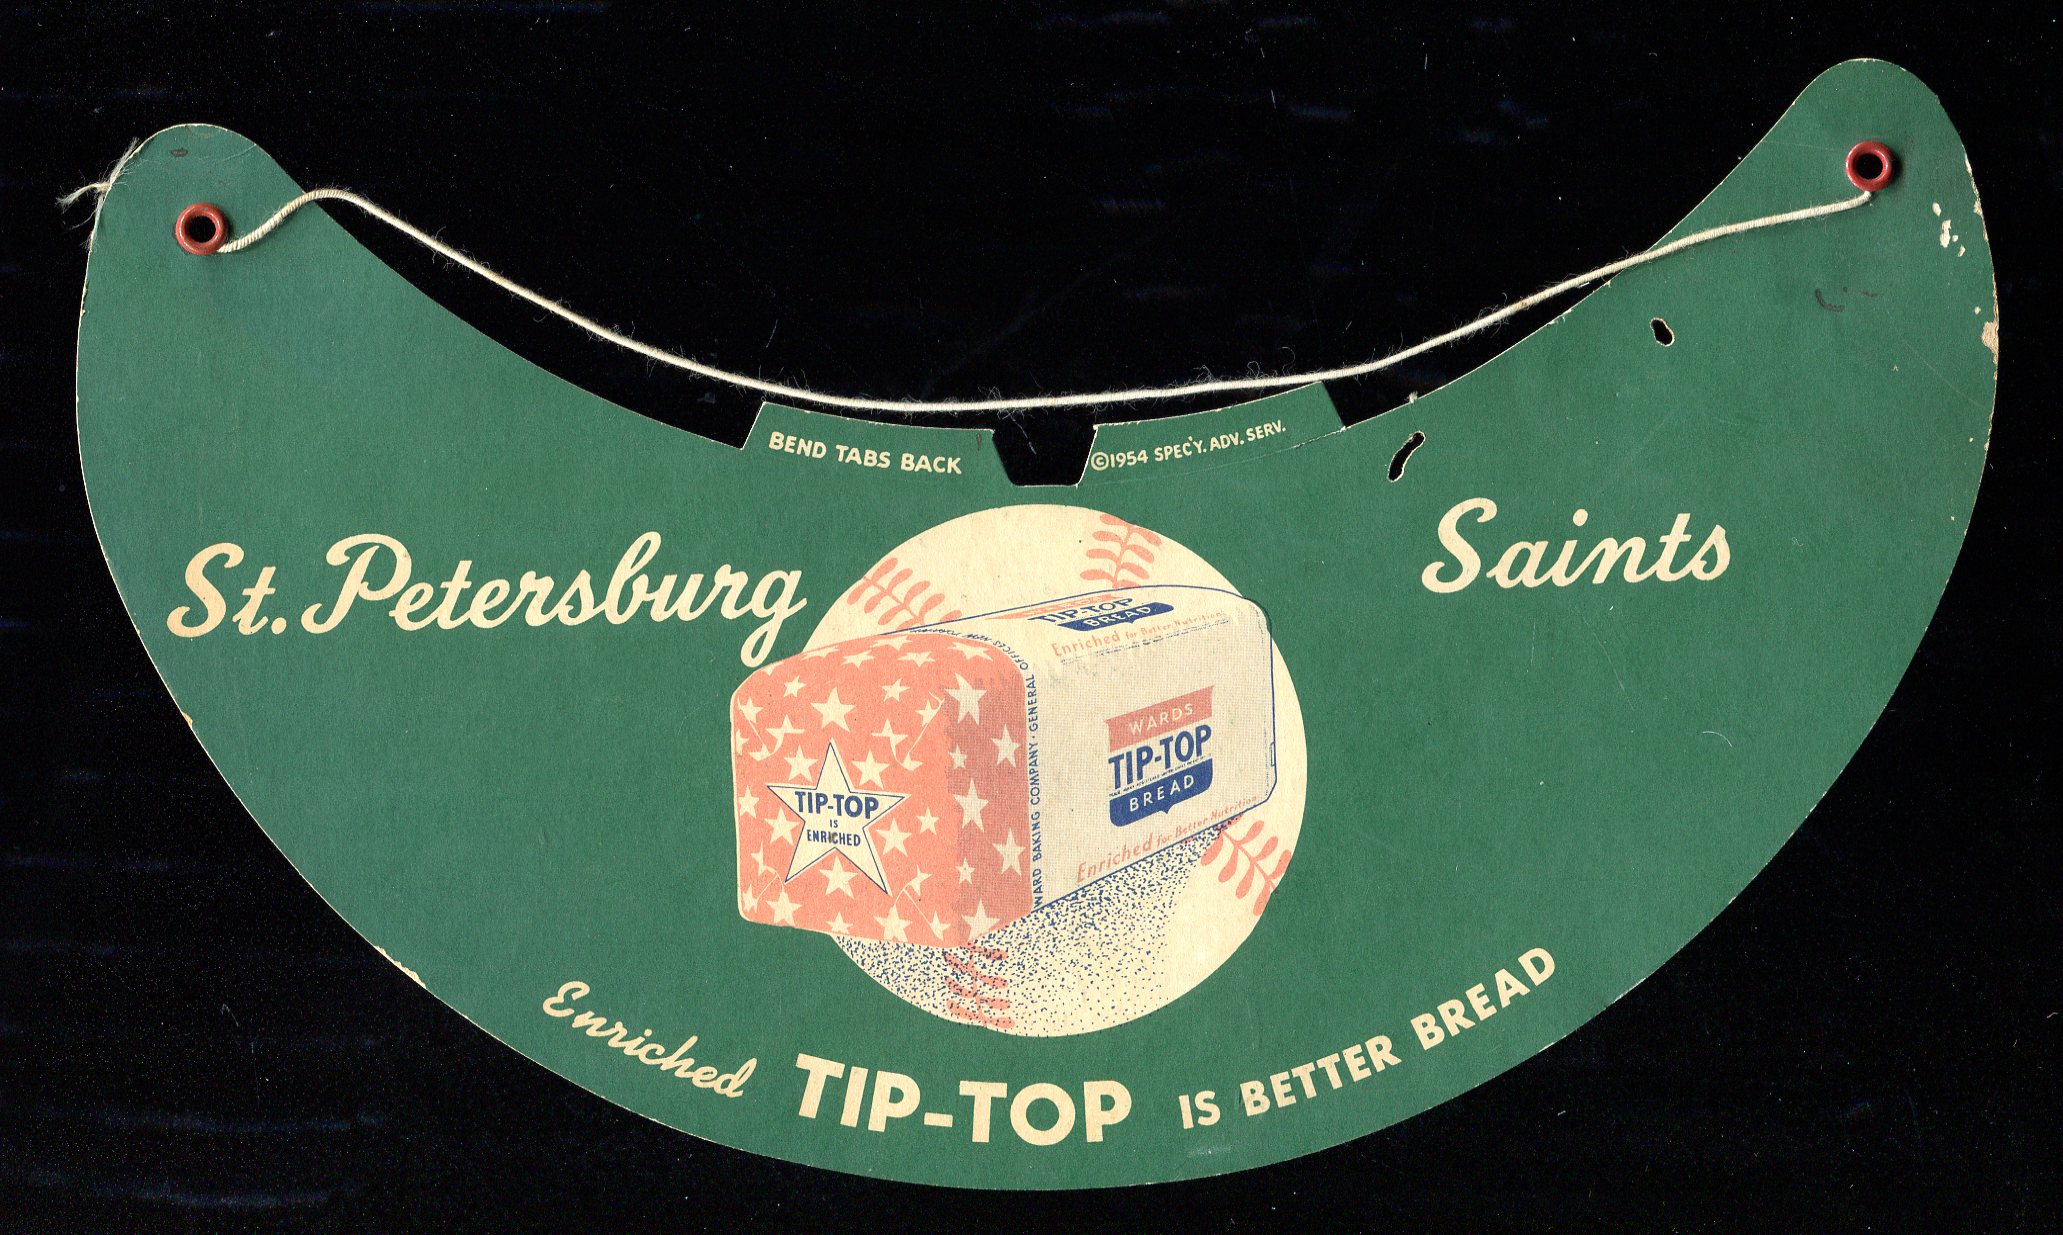 BEND TABS BACK
©1954 SPEC'Y. ADV. SERV.
St. Petersburg Saints
TIP-TOP
BREAD
Enriched for Better Nutrition
WARD BAKING COMPANY · GENERAL OFFICES
WARDS
TIP-TOP
BREAD
Enriched for Better Nutrition
TIP-TOP
IS
ENRICHED
Enriched TIP-TOP IS BETTER BREAD